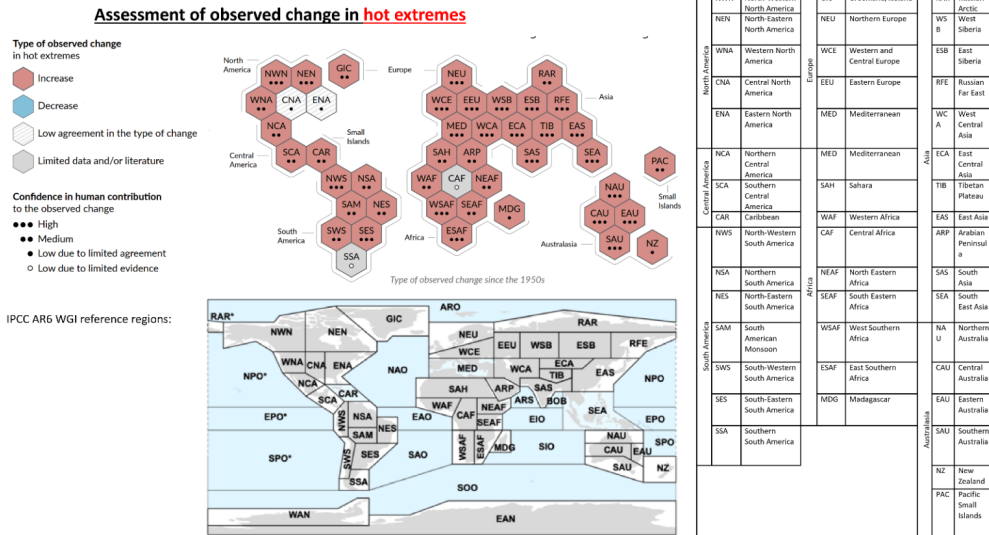 Assessment of observed change in hot extremes
Type of observed change
in hot extremes
Increase
Decrease
Low agreement in the type of change
Limited data and/or literature
Confidence in human contribution
to the observed change
High
Medium
Low due to limited agreement
Low due to limited evidence
North
America
GIC
Europe
NWN NEN NEU RAR
WNA CNA ENA WCE EEU WSB ESB RFE
Asia
NCA MED WCA ECA TIB EAS
Small
Islands
Central
America
SCA CAR SAH ARP SAS SEA
PAC
NWS NSA WAF CAF NEAF NAU
Small
Islands
SAM NES WSAF SEAF MDG CAU EAU
South
America
SWS SES Africa ESAF Australasia SAU NZ
SSA
Type of observed change since the 1950s
IPCC AR6 WGI reference regions:
ARO
RAR*
GIC
RAR
NWN NEN NEU EEU WSB ESB RFE
WCE
WNA CNA ENA NAO MED WCA ECA EAS
TIB
NPO* NCA SAH ARP SAS NPO
SCA CAR ARS BOB
WAF NEAF
EPO* NWS NSA EAO CAF EIO SEA EPO
NES SEAF
SAM NAU
SPO* SWS SES SAO WSAF ESAF MDG SIO CAU EAU SPO
SAU NZ
SSA
SOO
WAN EAN
North America
North-Western
North America
NEN North-Eastern
North America
WNA Western North
America
CNA Central North
America
ENA Eastern North
America
Central America
NCA Northern
Central
America
SCA Southern
Central
America
CAR Caribbean
South America
NWS North-Western
South America
NSA Northern
South America
NES North-Eastern
South America
SAM South
American
Monsoon
SWS South-Western
South America
SES South-Eastern
South America
SSA Southern
South America
Europe
NEU Northern Europe
WCE Western and
Central Europe
EEU Eastern Europe
MED Mediterranean
Africa
MED Mediterranean
SAH Sahara
WAF Western Africa
CAF Central Africa
NEAF North Eastern
Africa
SEAF South Eastern
Africa
WSAF West Southern
Africa
ESAF East Southern
Africa
MDG Madagascar
Asia
Russian
Arctic
WS
B
West
Siberia
ESB East
Siberia
RFE Russian
Far East
WC
A
West
Central
Asia
ECA East
Central
Asia
TIB Tibetan
Plateau
EAS East Asia
ARP Arabian
Peninsul
a
SAS South
Asia
SEA South
East Asia
Australasia
NA
U
Northern
Australia
CAU Central
Australia
EAU Eastern
Australia
SAU Southern
Australia
NZ New
Zealand
PAC Pacific
Small
Islands